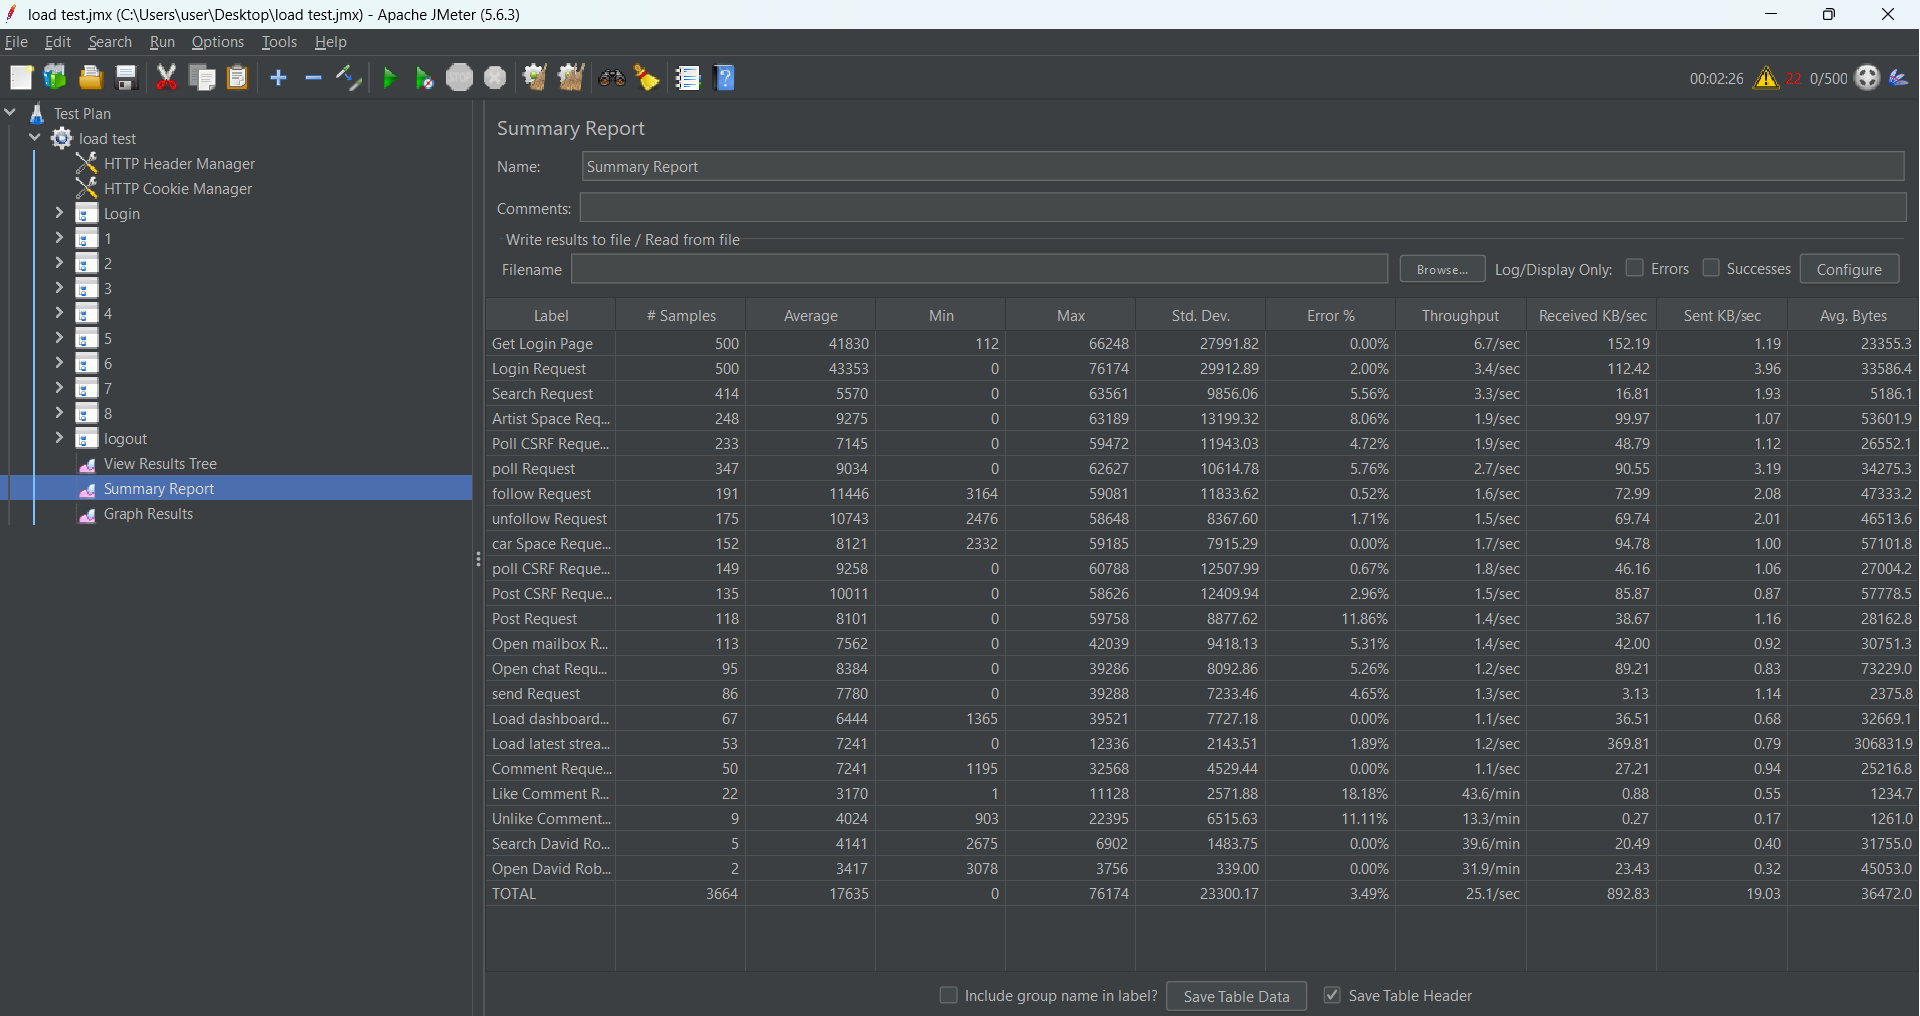 load test.jmx (C:\Users\user\Desktop\load test.jmx) - Apache JMeter (5.6.3)
File Edit Search Run Options Tools Help
STOP 00:02:26 22 0/500
Test Plan
load test
HTTP Header Manager
HTTP Cookie Manager
Login
1
2
3
4
5
6
7
8
logout
View Results Tree
Summary Report
Graph Results
Summary Report
Name: Summary Report
Comments:
Write results to file / Read from file
Filename Browse... Log/Display Only: Errors Successes Configure
Label # Samples Average Min Max Std. Dev. Error % Throughput Received KB/sec Sent KB/sec Avg. Bytes
Get Login Page 500 41830 112 66248 27991.82 0.00% 6.7/sec 152.19 1.19 23355.3
Login Request 500 43353 0 76174 29912.89 2.00% 3.4/sec 112.42 3.96 33586.4
Search Request 414 5570 0 63561 9856.06 5.56% 3.3/sec 16.81 1.93 5186.1
Artist Space Req... 248 9275 0 63189 13199.32 8.06% 1.9/sec 99.97 1.07 53601.9
Poll CSRF Reque... 233 7145 0 59472 11943.03 4.72% 1.9/sec 48.79 1.12 26552.1
poll Request 347 9034 0 62627 10614.78 5.76% 2.7/sec 90.55 3.19 34275.3
follow Request 191 11446 3164 59081 11833.62 0.52% 1.6/sec 72.99 2.08 47333.2
unfollow Request 175 10743 2476 58648 8367.60 1.71% 1.5/sec 69.74 2.01 46513.6
car Space Reque... 152 8121 2332 59185 7915.29 0.00% 1.7/sec 94.78 1.00 57101.8
poll CSRF Reque... 149 9258 0 60788 12507.99 0.67% 1.8/sec 46.16 1.06 27004.2
Post CSRF Reque... 135 10011 0 58626 12409.94 2.96% 1.5/sec 85.87 0.87 57778.5
Post Request 118 8101 0 59758 8877.62 11.86% 1.4/sec 38.67 1.16 28162.8
Open mailbox R... 113 7562 0 42039 9418.13 5.31% 1.4/sec 42.00 0.92 30751.3
Open chat Requ... 95 8384 0 39286 8092.86 5.26% 1.2/sec 89.21 0.83 73229.0
send Request 86 7780 0 39288 7233.46 4.65% 1.3/sec 3.13 1.14 2375.8
Load dashboard... 67 6444 1365 39521 7727.18 0.00% 1.1/sec 36.51 0.68 32669.1
Load latest strea... 53 7241 0 12336 2143.51 1.89% 1.2/sec 369.81 0.79 306831.9
Comment Reque... 50 7241 1195 32568 4529.44 0.00% 1.1/sec 27.21 0.94 25216.8
Like Comment R... 22 3170 1 11128 2571.88 18.18% 43.6/min 0.88 0.55 1234.7
Unlike Comment... 9 4024 903 22395 6515.63 11.11% 13.3/min 0.27 0.17 1261.0
Search David Ro... 5 4141 2675 6902 1483.75 0.00% 39.6/min 20.49 0.40 31755.0
Open David Rob... 2 3417 3078 3756 339.00 0.00% 31.9/min 23.43 0.32 45053.0
TOTAL 3664 17635 0 76174 23300.17 3.49% 25.1/sec 892.83 19.03 36472.0
Include group name in label? Save Table Data Save Table Header